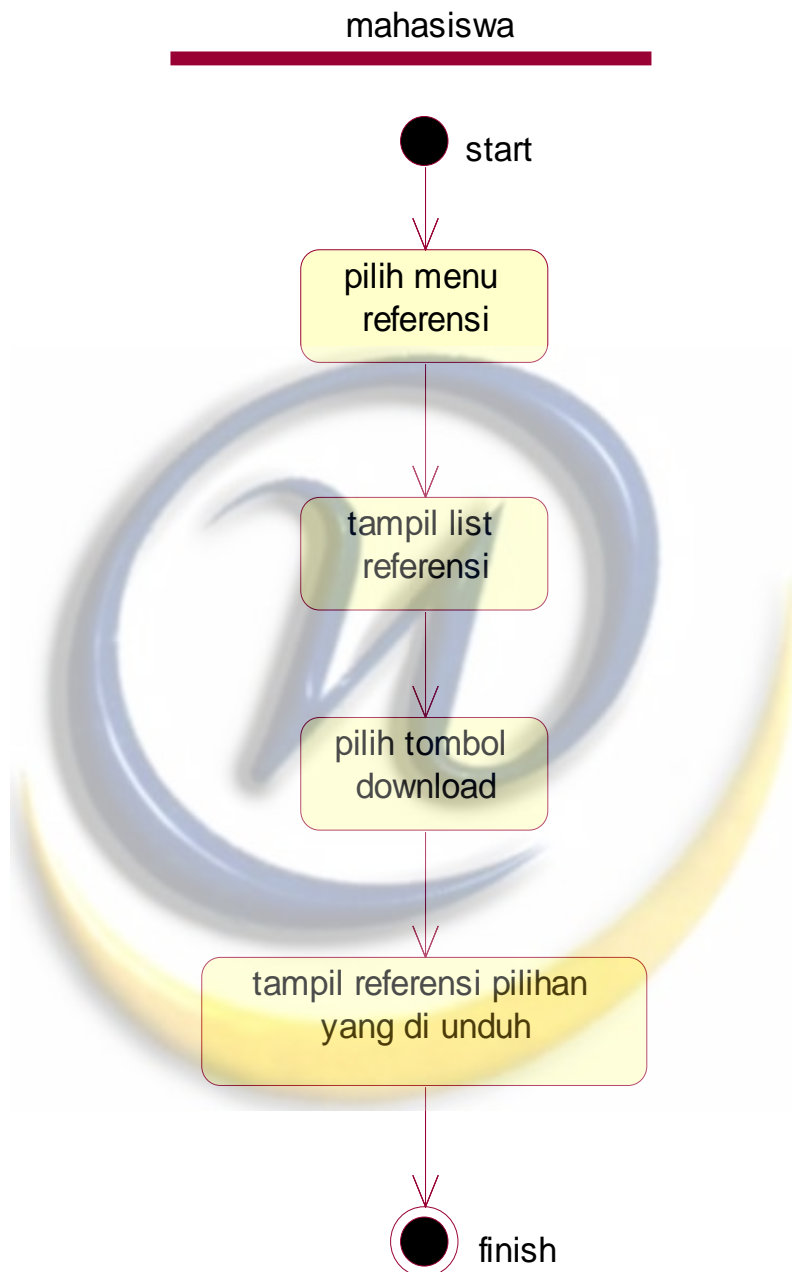 mahasiswa
start
pilih menu
referensi
tampil list
referensi
pilih tombol
download
tampil referensi pilihan
yang di unduh
finish